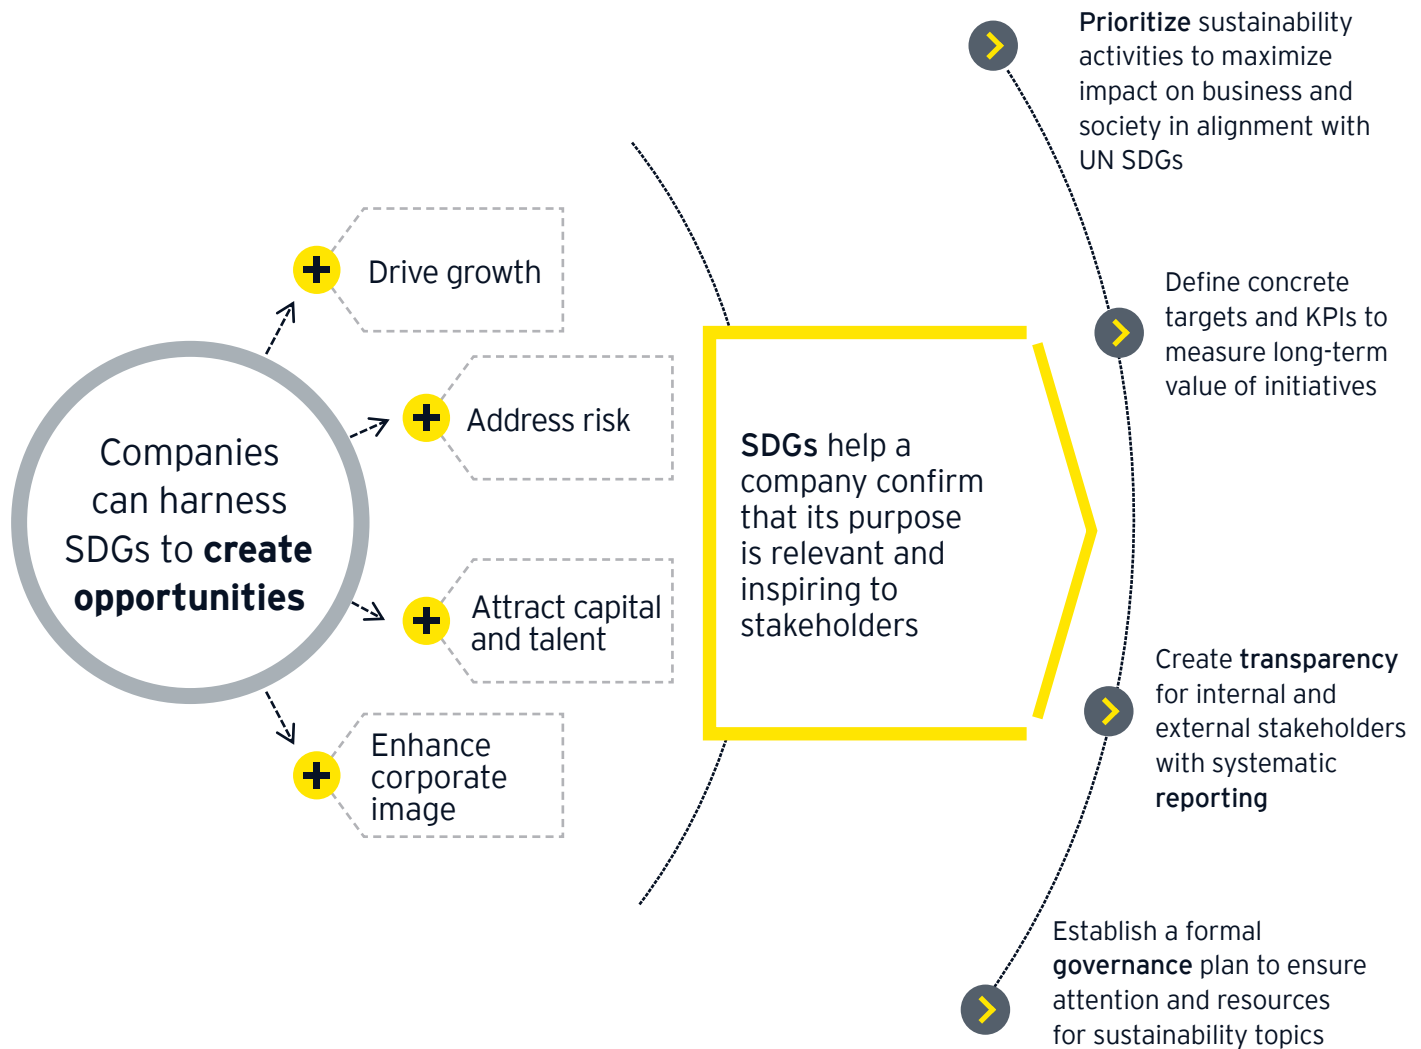 Companies
can harness
SDGs to create
opportunities
Drive growth
Address risk
Attract capital
and talent
Enhance
corporate
image
SDGs help a
company confirm
that its purpose
is relevant and
inspiring to
stakeholders
Prioritize sustainability
activities to maximize
impact on business and
society in alignment with
UN SDGs
Define concrete
targets and KPIs to
measure long-term
value of initiatives
Create transparency
for internal and
external stakeholders
with systematic
reporting
Establish a formal
governance plan to ensure
attention and resources
for sustainability topics